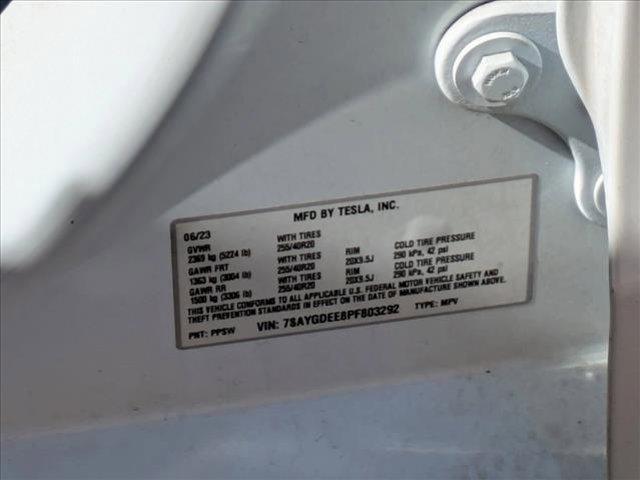 MFD BY TESLA, INC.
06/23
GVWR WITH TIRES RIM COLD TIRE PRESSURE
2369 kg (5224 lb) 255/40R20 20X9.5J 290 kPa, 42 psi
GAWR FRT WITH TIRES RIM COLD TIRE PRESSURE
1363 kg (3004 lb) 255/40R20 20X9.5J 290 kPa, 42 psi
GAWR RR WITH TIRES
1500 kg (3306 lb) 255/40R20
THIS VEHICLE CONFORMS TO ALL APPLICABLE U.S. FEDERAL MOTOR VEHICLE SAFETY AND
THEFT PREVENTION STANDARDS IN EFFECT ON THE DATE OF MANUFACTURE SHOWN ABOVE.
PNT: PPSW VIN: 7SAYGDEE8PF803292 TYPE: MPV